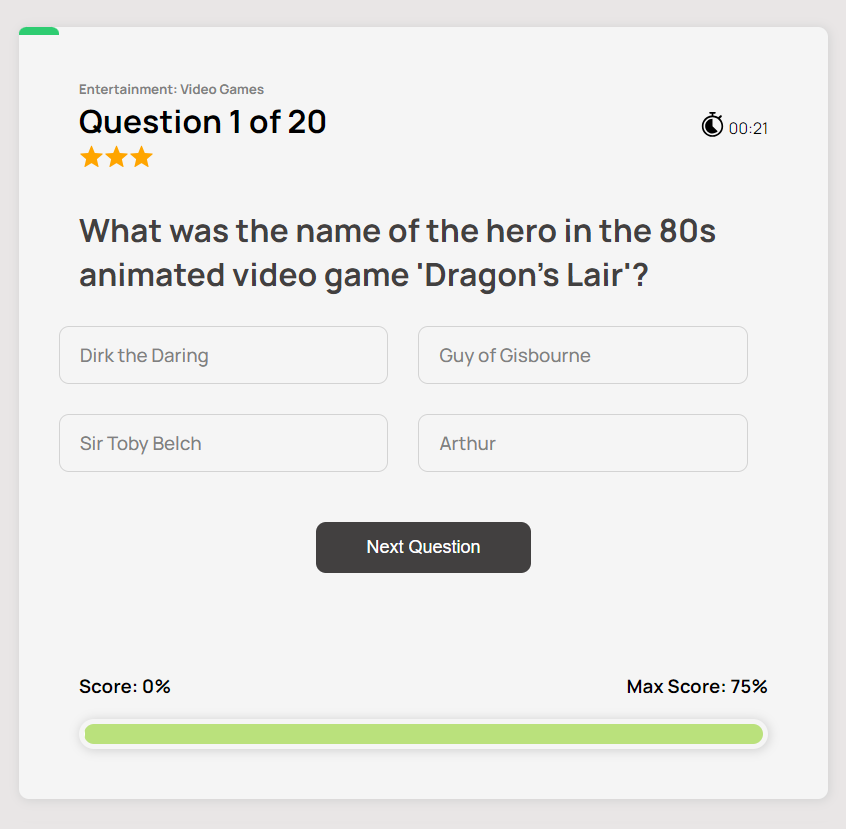 Entertainment: Video Games
Question 1 of 20
00:21
What was the name of the hero in the 80s
animated video game 'Dragon’s Lair'?
Dirk the Daring
Guy of Gisbourne
Sir Toby Belch
Arthur
Next Question
Score: 0%
Max Score: 75%